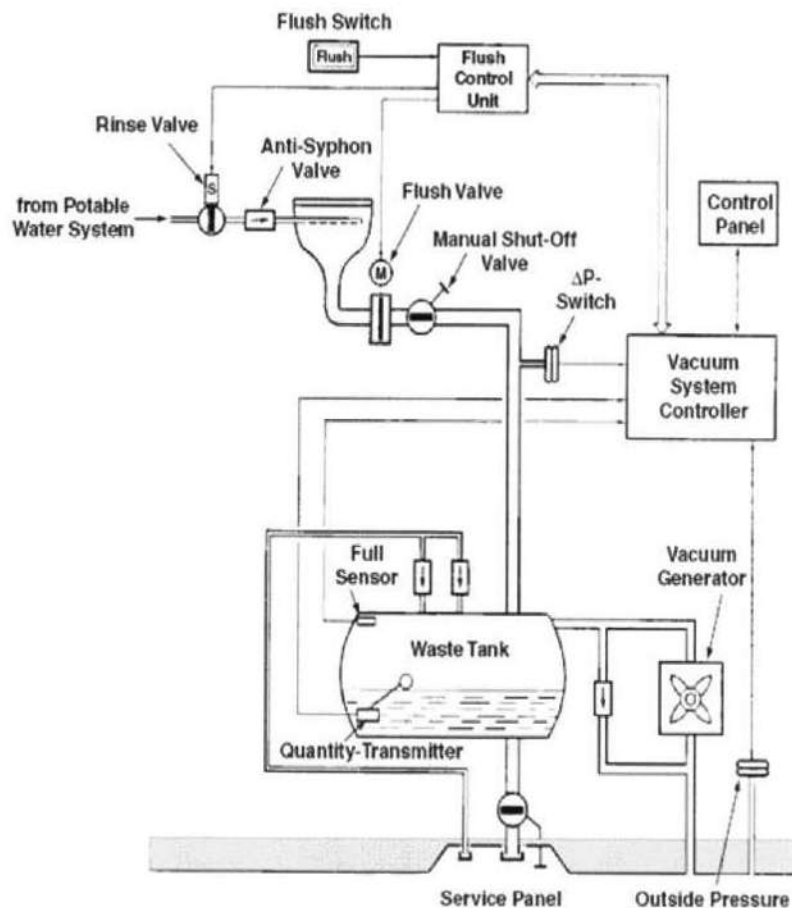 Flush Switch
Rush
Flush
Control
Unit
Rinse Valve
S
Anti-Syphon
Valve
from Potable
Water System
Flush Valve
M
Manual Shut-Off
Valve
ΔP-
Switch
Control
Panel
Vacuum
System
Controller
Full
Sensor
Vacuum
Generator
Waste Tank
Quantity-Transmitter
Service Panel
Outside Pressure